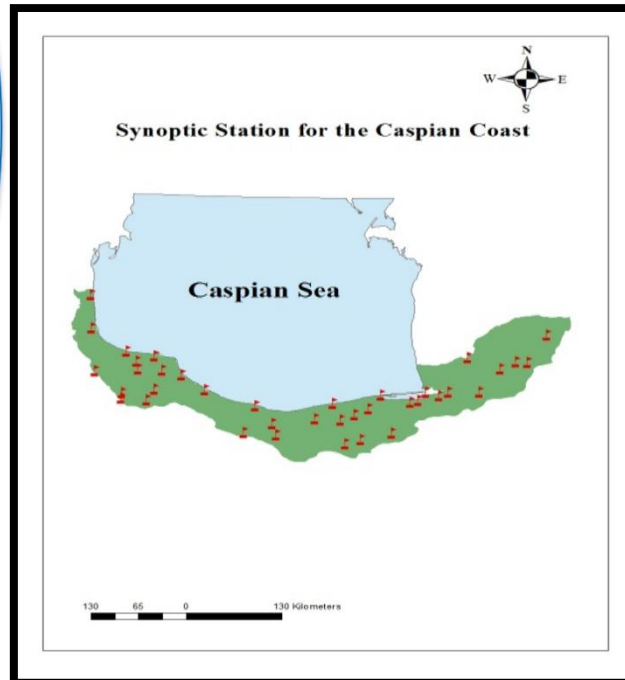 N
W E
S
Synoptic Station for the Caspian Coast
Caspian Sea
130 65 0 130 Kilometers